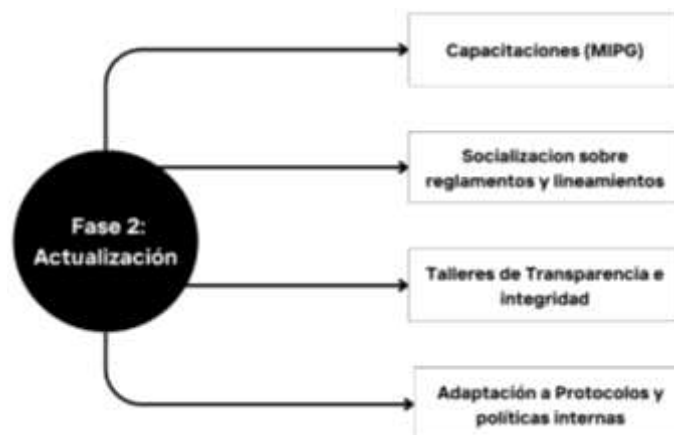 Capacitaciones (MIPG)
Socializacion sobre
reglamentos y lineamientos
Fase 2:
Actualización
Talleres de Transparencia e
integridad
Adaptación a Protocolos y
políticas internas